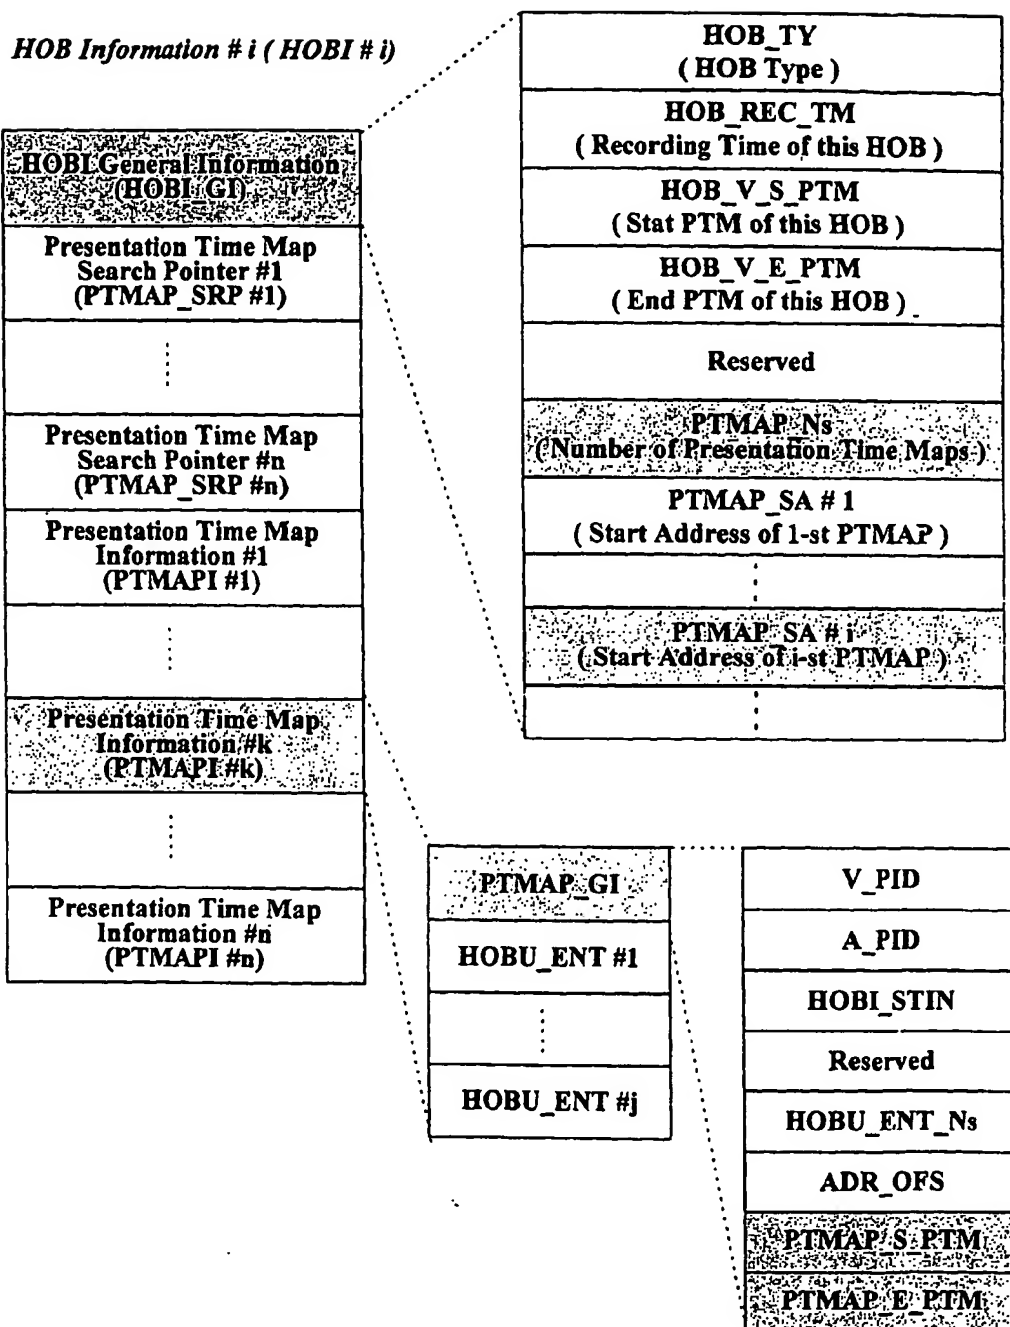 HOB Information # i ( HOBI # i)
HOBI General Information
(HOBI_GI)
Presentation Time Map
Search Pointer #1
(PTMAP_SRP #1)
Presentation Time Map
Search Pointer #n
(PTMAP_SRP #n)
Presentation Time Map
Information #1
(PTMAPI #1)
Presentation Time Map
Information #k
(PTMAPI #k)
Presentation Time Map
Information #n
(PTMAPI #n)
HOB_TY
( HOB Type )
HOB_REC_TM
( Recording Time of this HOB )
HOB_V_S_PTM
( Stat PTM of this HOB )
HOB_V_E_PTM
( End PTM of this HOB )
Reserved
PTMAP_Ns
( Number of Presentation Time Maps )
PTMAP_SA # 1
( Start Address of 1-st PTMAP )
PTMAP_SA # i
( Start Address of i-st PTMAP )
PTMAP_GI
HOBU_ENT #1
HOBU_ENT #j
V_PID
A_PID
HOBI_STIN
Reserved
HOBU_ENT_Ns
ADR_OFS
PTMAP_S_PTM
PTMAP_E_PTM